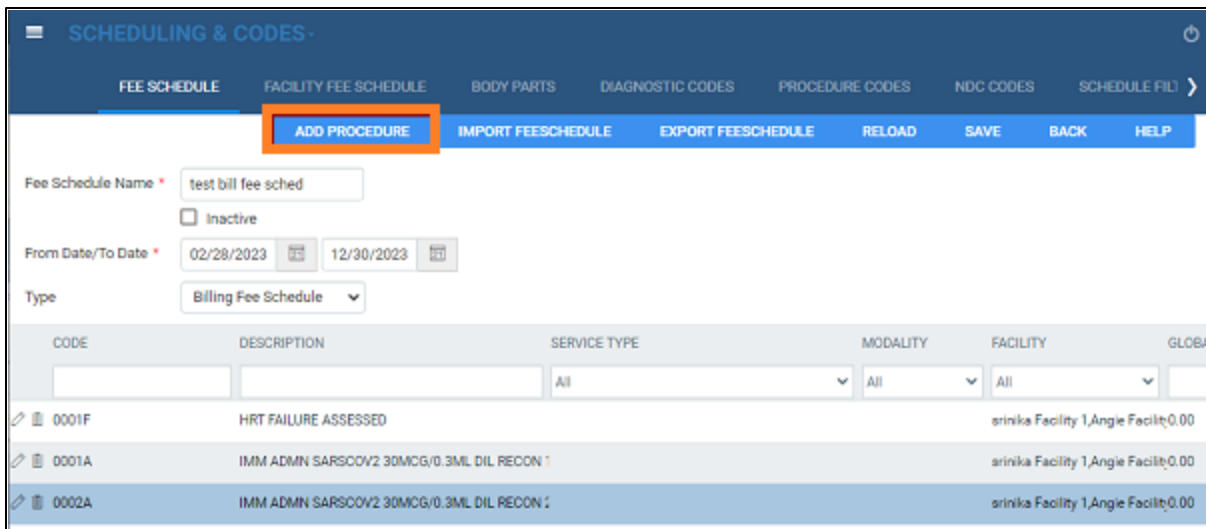 SCHEDULING & CODES
FEE SCHEDULE FACILITY FEE SCHEDULE BODY PARTS DIAGNOSTIC CODES PROCEDURE CODES NDC CODES SCHEDULE FILT
ADD PROCEDURE IMPORT FEESCHEDULE EXPORT FEESCHEDULE RELOAD SAVE BACK HELP
Fee Schedule Name * test bill fee sched
Inactive
From Date/To Date * 02/28/2023 12/30/2023
Type Billing Fee Schedule
CODE DESCRIPTION SERVICE TYPE MODALITY FACILITY GLOBA
All All All
0001F HRT FAILURE ASSESSED srinika Facility 1,Angie Facility 0.00
0001A IMM ADMN SARSCOV2 30MCG/0.3ML DIL RECON 1 srinika Facility 1,Angie Facility 0.00
0002A IMM ADMN SARSCOV2 30MCG/0.3ML DIL RECON 2 srinika Facility 1,Angie Facility 0.00